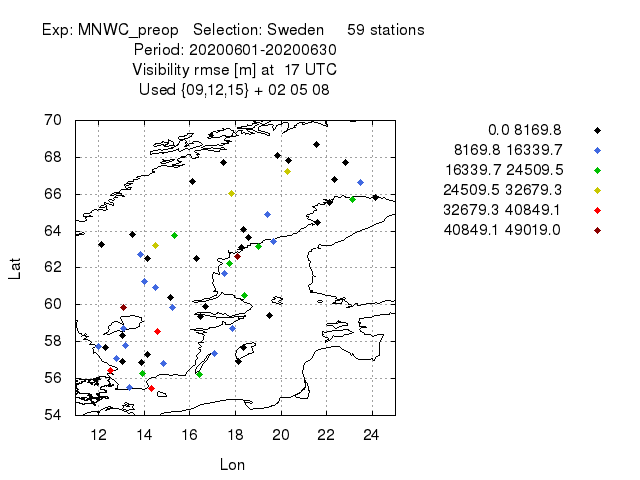 Exp: MNWC_preop Selection: Sweden 59 stations
Period: 20200601-20200630
Visibility rmse [m] at 17 UTC
Used {09,12,15} + 02 05 08
70
68
66
64
62
60
58
56
54
Lat
12 14 16 18 20 22 24
Lon
0.0 8169.8
8169.8 16339.7
16339.7 24509.5
24509.5 32679.3
32679.3 40849.1
40849.1 49019.0